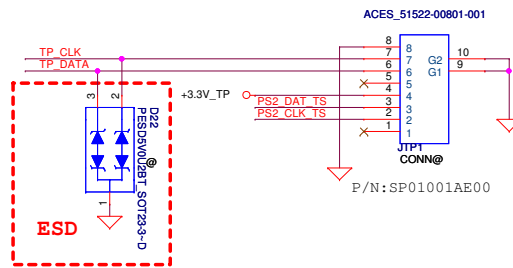 ACES_51522-00801-001
TP_CLK
TP_DATA
8 8
7 7
6 6
5 5
+3.3V_TP 4 4
PS2_DAT_TS 3 3
PS2_CLK_TS 2 2
1 1
G2 10
G1 9
JTP1
CONN@
P/N:SP01001AE00
3 2
D22
PESD5V0U2BT_SOT23-3~D
@
1
ESD